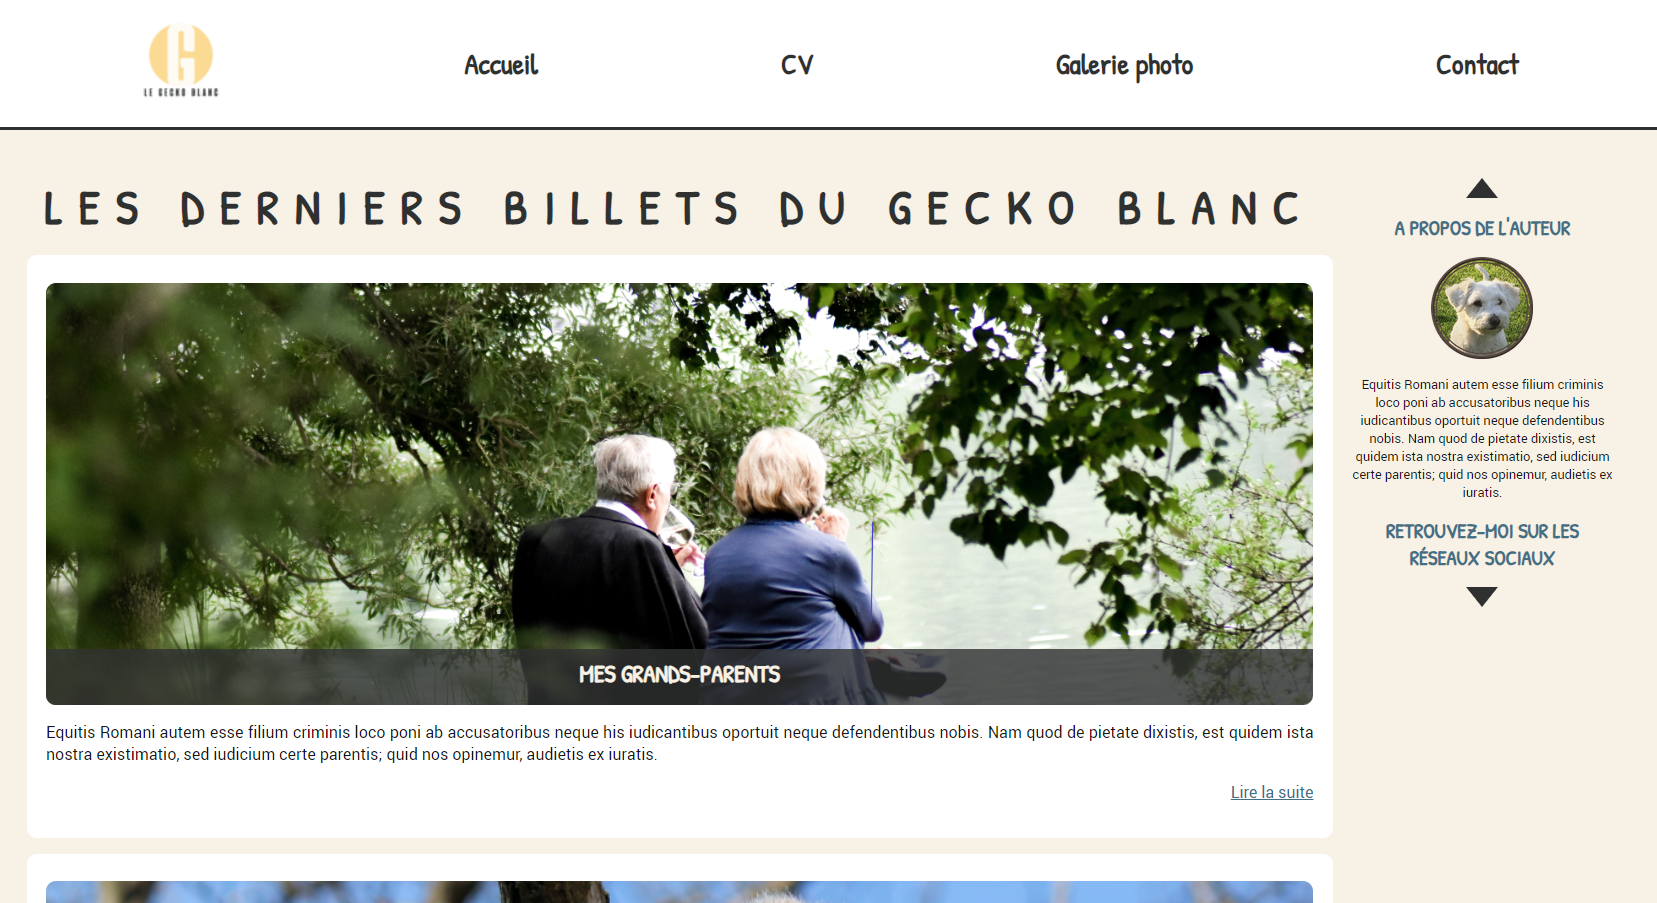 LE GECKO BLANC
Accueil
CV
Galerie photo
Contact
LES DERNIERS BILLETS DU GECKO BLANC
MES GRANDS-PARENTS
Equitis Romani autem esse filium criminis loco poni ab accusatoribus neque his iudicantibus oportuit neque defendentibus nobis. Nam quod de pietate dixistis, est quidem ista
nostra existimatio, sed iudicium certe parentis; quid nos opinemur, audietis ex iuratis.
Lire la suite
A PROPOS DE L'AUTEUR
Equitis Romani autem esse filium criminis
loco poni ab accusatoribus neque his
iudicantibus oportuit neque defendentibus
nobis. Nam quod de pietate dixistis, est
quidem ista nostra existimatio, sed iudicium
certe parentis; quid nos opinemur, audietis ex
iuratis.
RETROUVEZ-MOI SUR LES
RÉSEAUX SOCIAUX